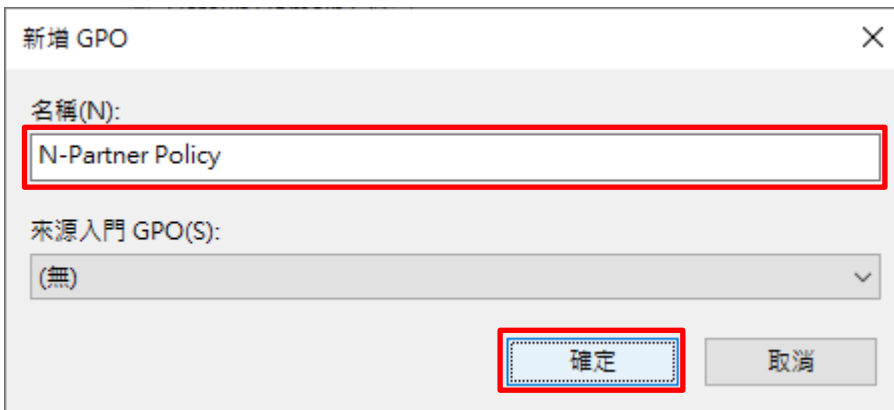 新增 GPO
名稱(N):
N-Partner Policy
來源入門 GPO(S):
(無)
確定
取消